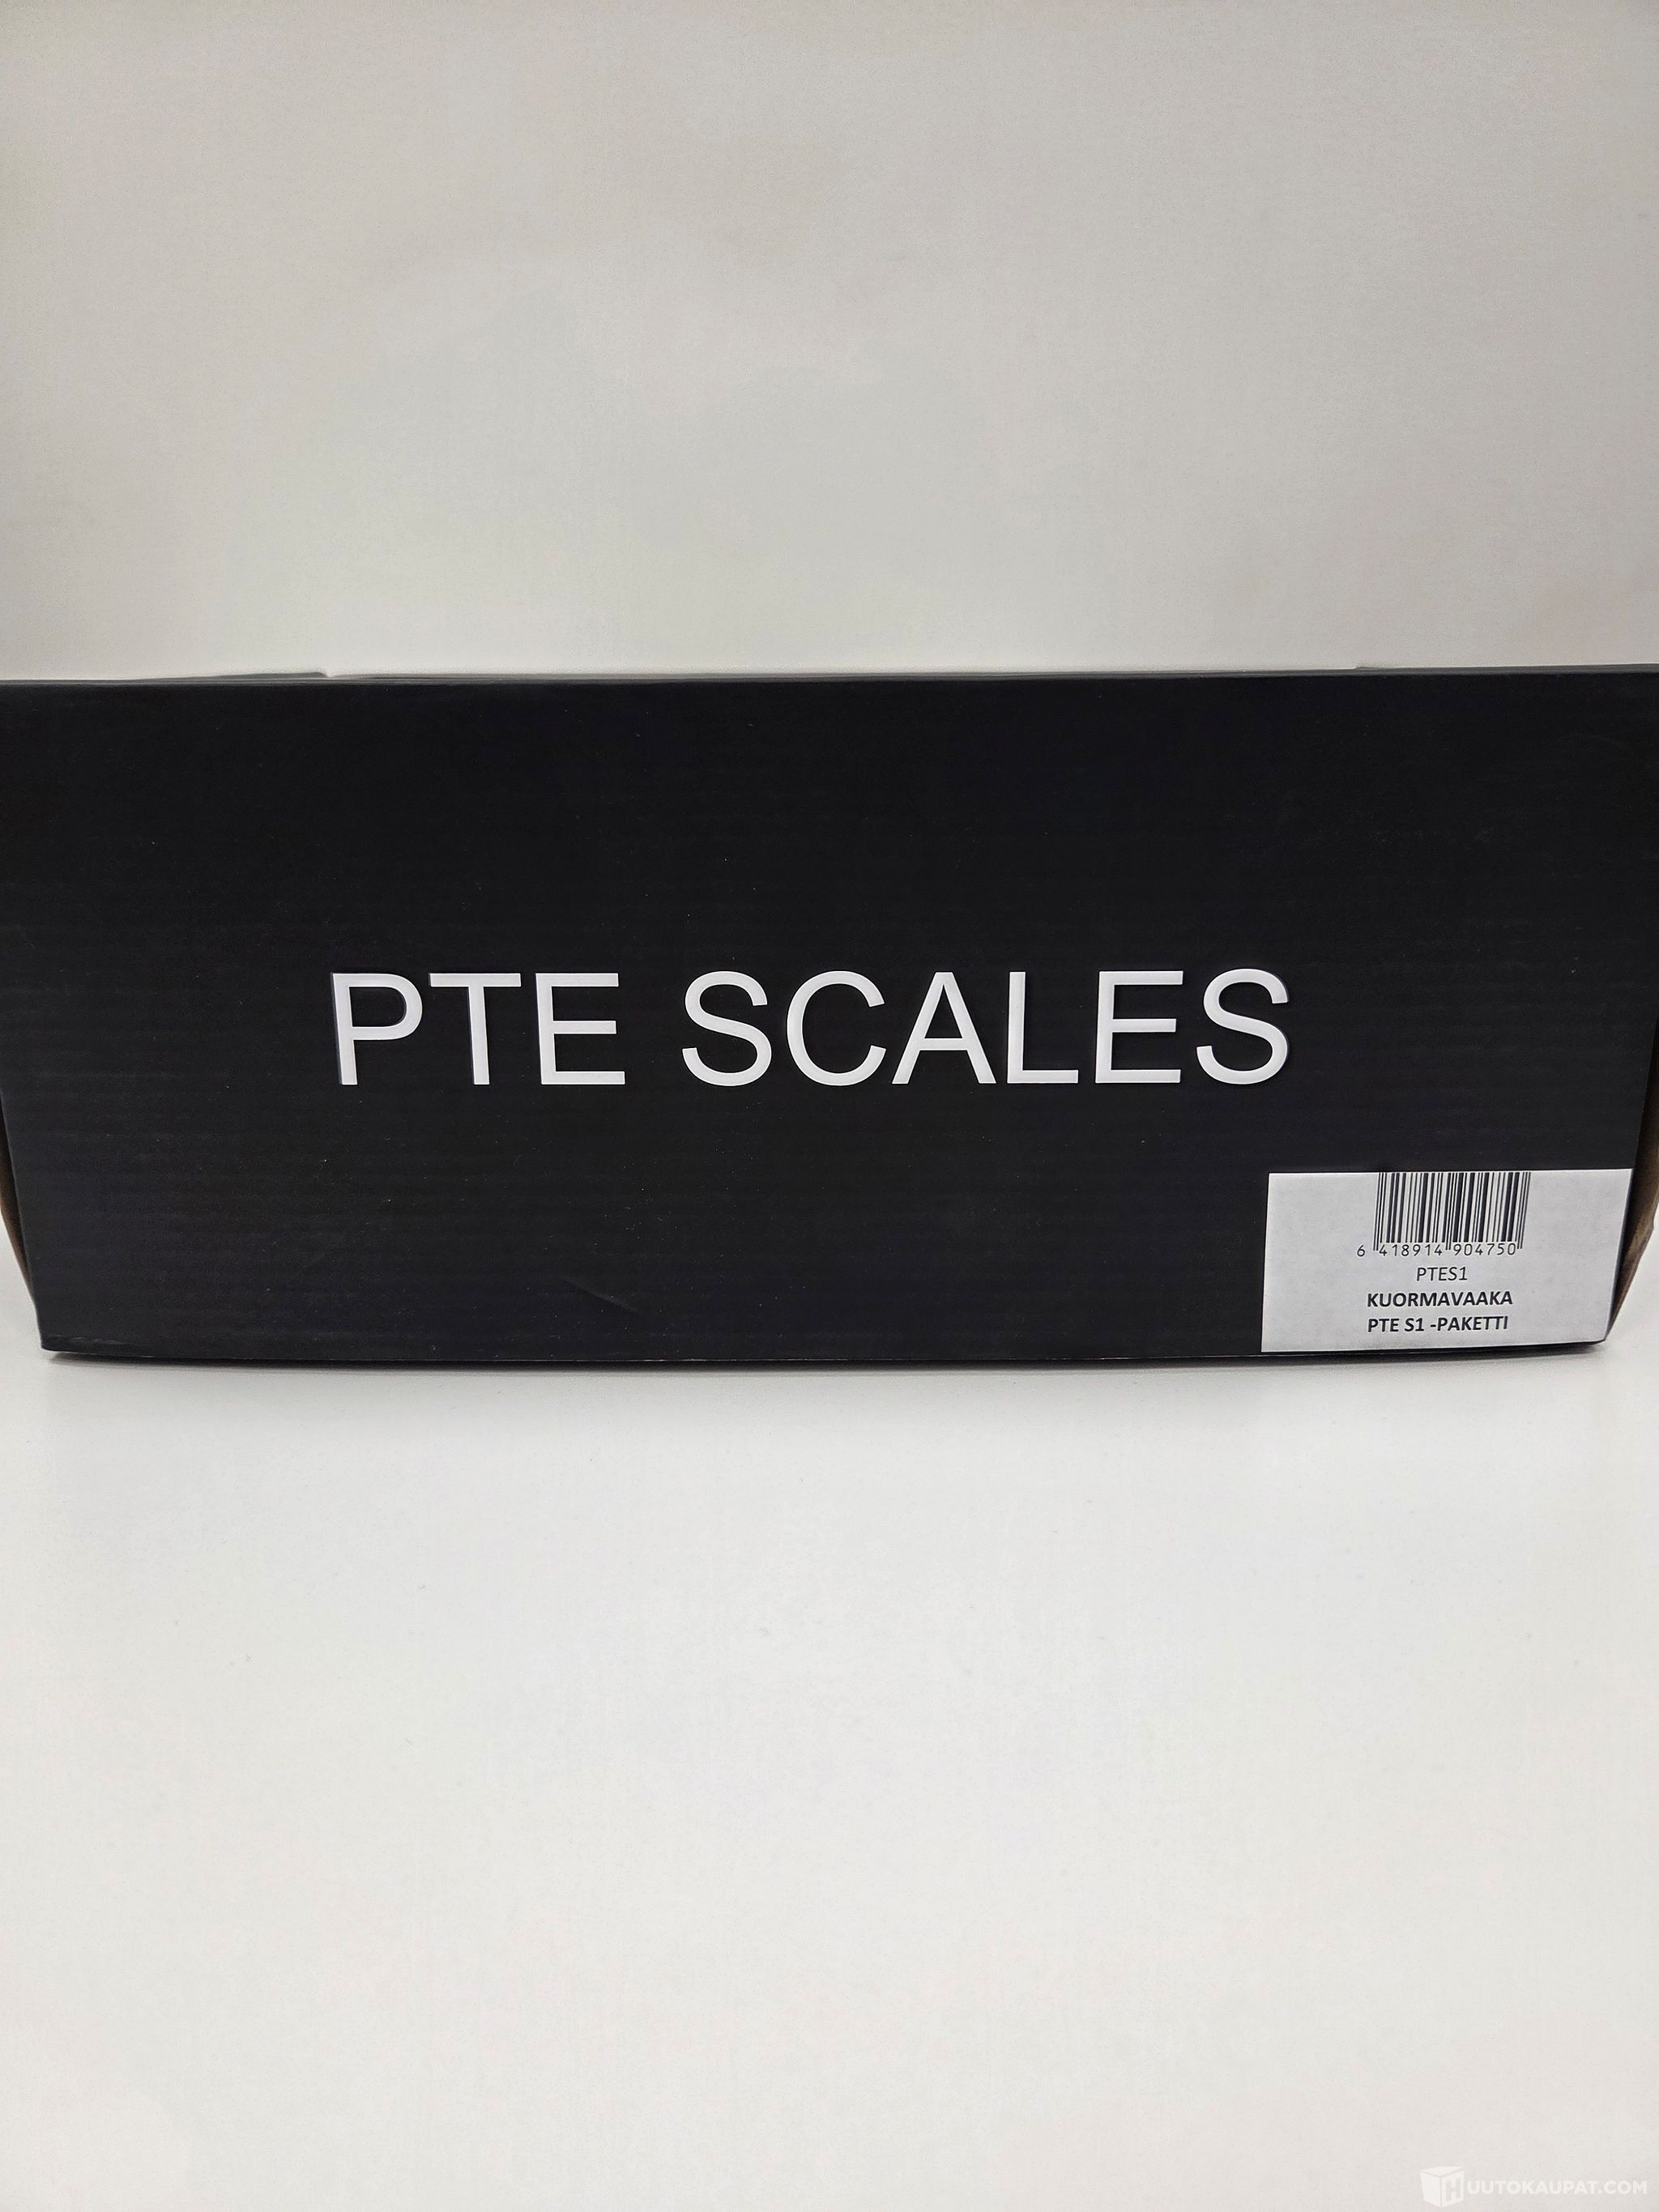 PTE SCALES
6 418914 904750
PTES1
KUORMAVAAKA
PTE S1 -PAKETTI
HUUTOKAUPAT.COM